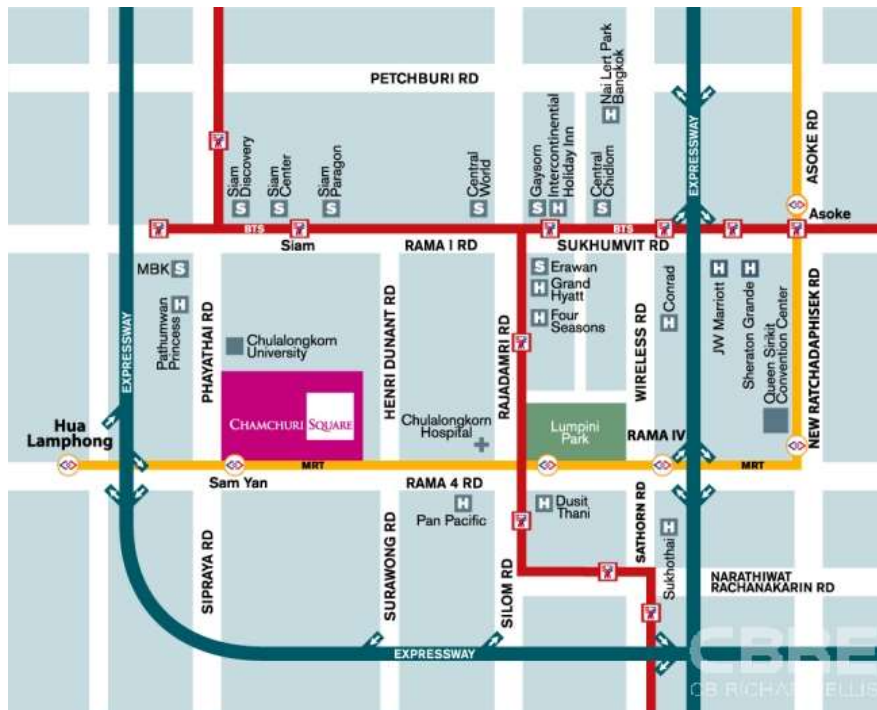 PETCHBURI RD
Nai Lert Park
Bangkok
H
EXPRESSWAY
ASOKE RD
Siam
Discovery
S
Siam
Center
S
Siam
Paragon
S
Central
World
S
Gaysorn
S
Intercontinental
Holiday Inn
H
Central
Chidlom
S
Asoke
BTS
BTS
Siam
RAMA I RD
SUKHUMVIT RD
MBK S
Pathumwan
Princess
H
EXPRESSWAY
PHAYATHAI RD
Chulalongkorn
University
HENRI DUNANT RD
RAJADAMRI RD
S Erawan
H Grand
Hyatt
H Four
Seasons
WIRELESS RD
Conrad
H
JW Marriott
H
Sheraton Grande
H
Queen Sirikit
Convention Center
NEW RATCHADAPHISEK RD
CHAMCHURI SQUARE
Chulalongkorn
Hospital
Lumpini
Park
RAMA IV
Hua
Lamphong
MRT
MRT
Sam Yan
RAMA 4 RD
H
Pan Pacific
H Dusit
Thani
SIPRAYA RD
SURAWONG RD
SILOM RD
SATHORN RD
Sukhothai
H
NARATHIWAT
RACHANAKARIN RD
EXPRESSWAY
CBRE
CB RICHARD ELLIS